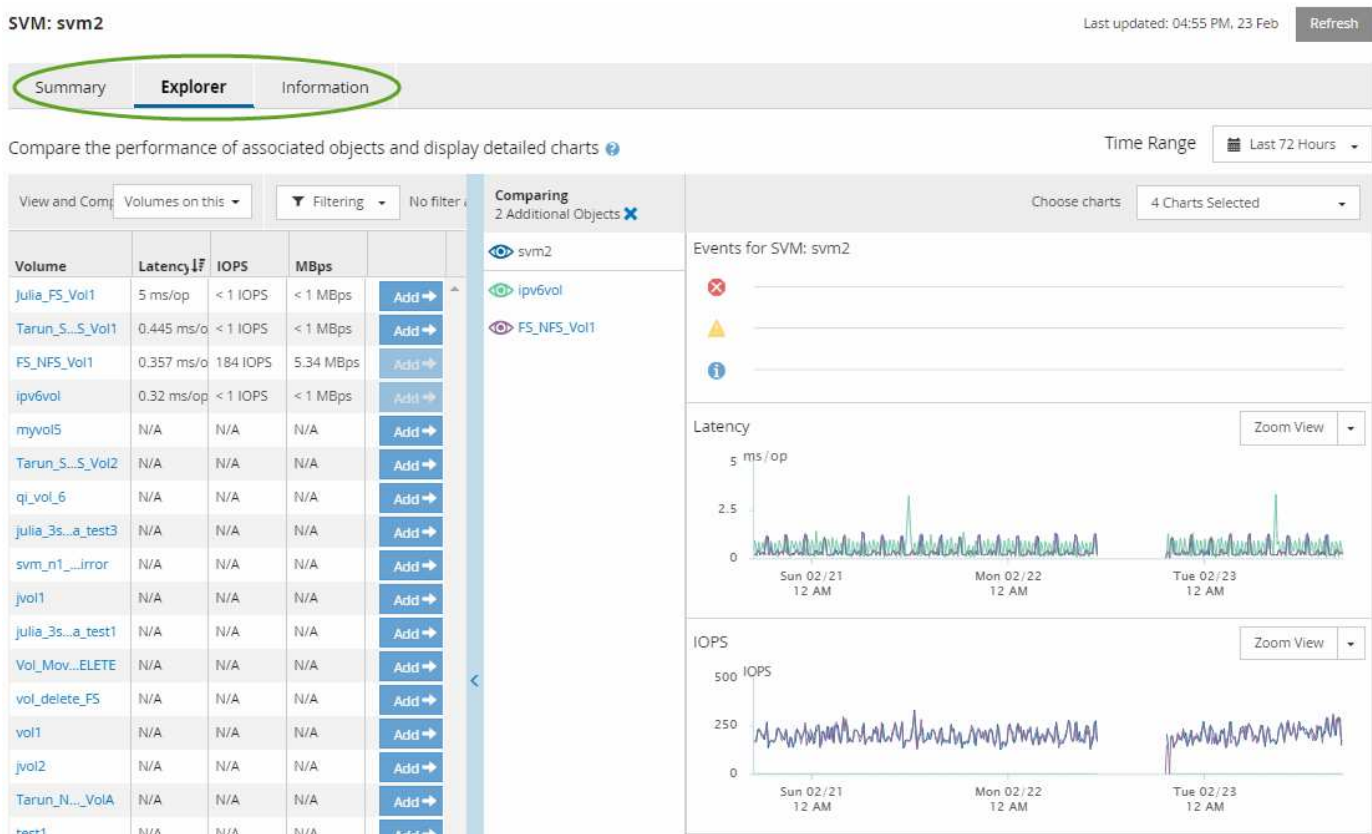 SVM: svm2
Last updated: 04:55 PM, 23 Feb Refresh
Summary Explorer Information
Compare the performance of associated objects and display detailed charts ?
Time Range Last 72 Hours
View and Comp Volumes on this Filtering No filter
Volume Latency IOPS MBps
Julia_FS_Vol1 5 ms/op < 1 IOPS < 1 MBps Add
Tarun_S...S_Vol1 0.445 ms/o < 1 IOPS < 1 MBps Add
FS_NFS_Vol1 0.357 ms/o 184 IOPS 5.34 MBps Add
ipv6vol 0.32 ms/op < 1 IOPS < 1 MBps Add
myvol5 N/A N/A N/A Add
Tarun_S...S_Vol2 N/A N/A N/A Add
qi_vol_6 N/A N/A N/A Add
julia_3s...a_test3 N/A N/A N/A Add
svm_n1_...irror N/A N/A N/A Add
jvol1 N/A N/A N/A Add
julia_3s...a_test1 N/A N/A N/A Add
Vol_Mov...ELETE N/A N/A N/A Add
vol_delete_FS N/A N/A N/A Add
vol1 N/A N/A N/A Add
jvol2 N/A N/A N/A Add
Tarun_N..._VolA N/A N/A N/A Add
test1 N/A N/A N/A Add
Comparing
2 Additional Objects
svm2
ipv6vol
FS_NFS_Vol1
Choose charts 4 Charts Selected
Events for SVM: svm2
Latency Zoom View
5 ms/op
2.5
0
Sun 02/21 Mon 02/22 Tue 02/23
12 AM 12 AM 12 AM
IOPS Zoom View
500 IOPS
250
0
Sun 02/21 Mon 02/22 Tue 02/23
12 AM 12 AM 12 AM